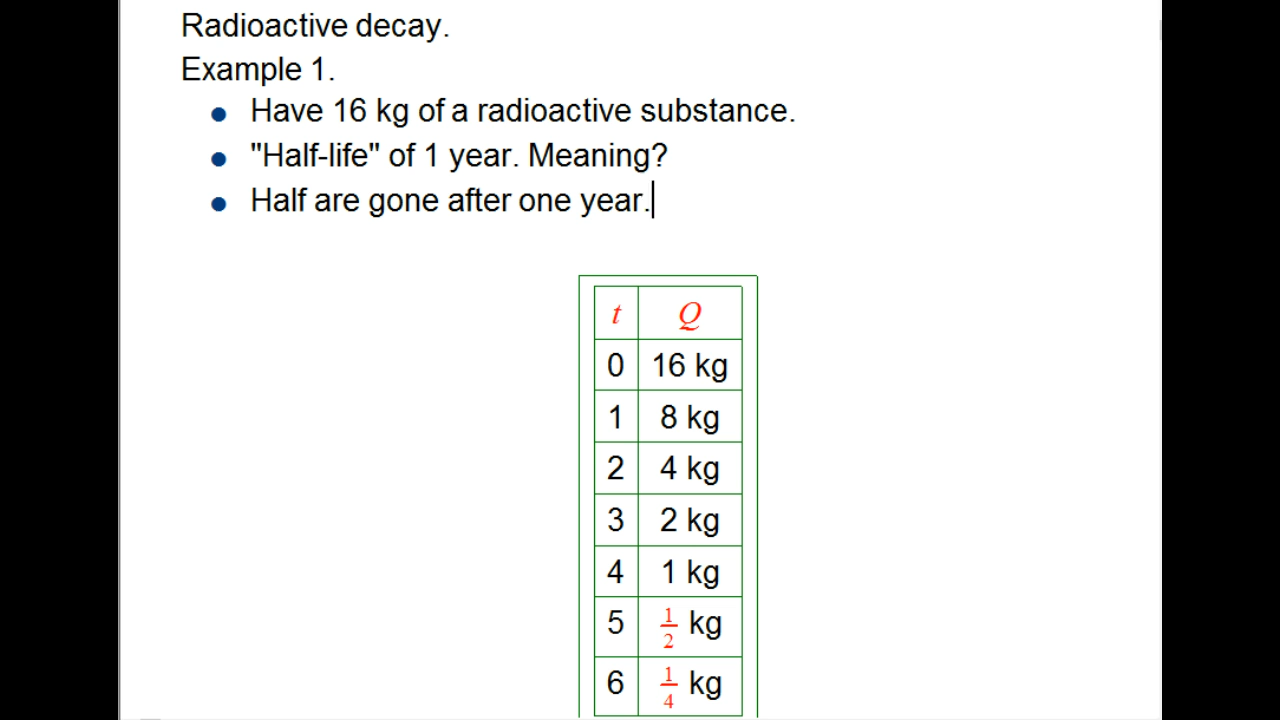 Radioactive decay.
Example 1.
• Have 16 kg of a radioactive substance.
• "Half-life" of 1 year. Meaning?
• Half are gone after one year.
t Q
0 16 kg
1 8 kg
2 4 kg
3 2 kg
4 1 kg
5 1/2 kg
6 1/4 kg